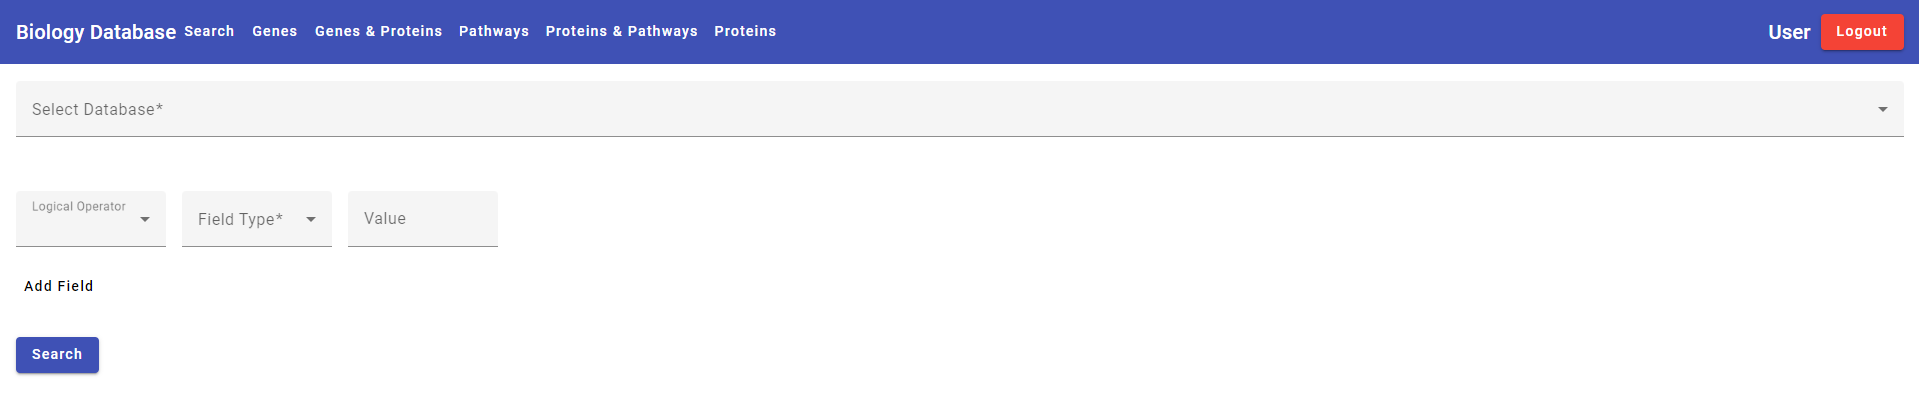 Biology Database Search Genes Genes & Proteins Pathways Proteins & Pathways Proteins User Logout
Select Database*
Logical Operator Field Type* Value
Add Field
Search